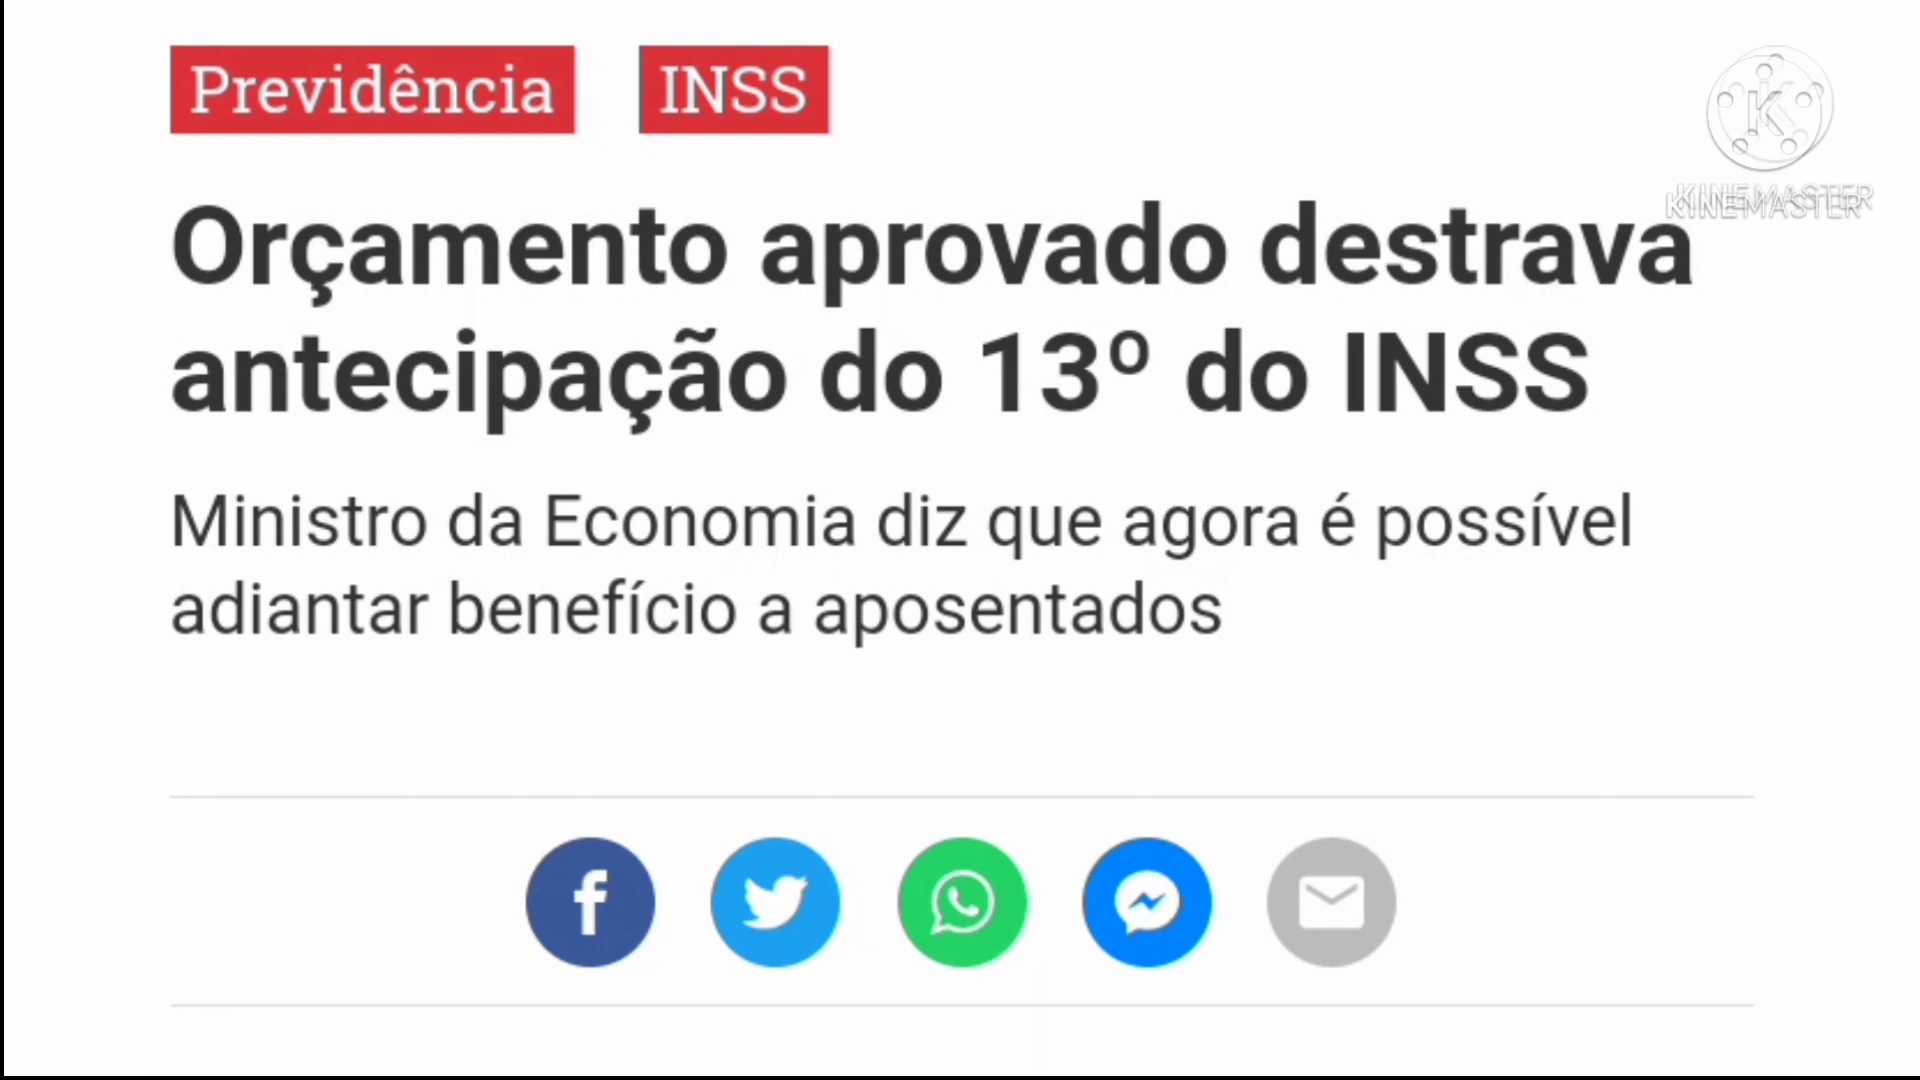 Previdência INSS
KINEMASTER
KINEMASTER
Orçamento aprovado destrava
antecipação do 13º do INSS
Ministro da Economia diz que agora é possível
adiantar benefício a aposentados